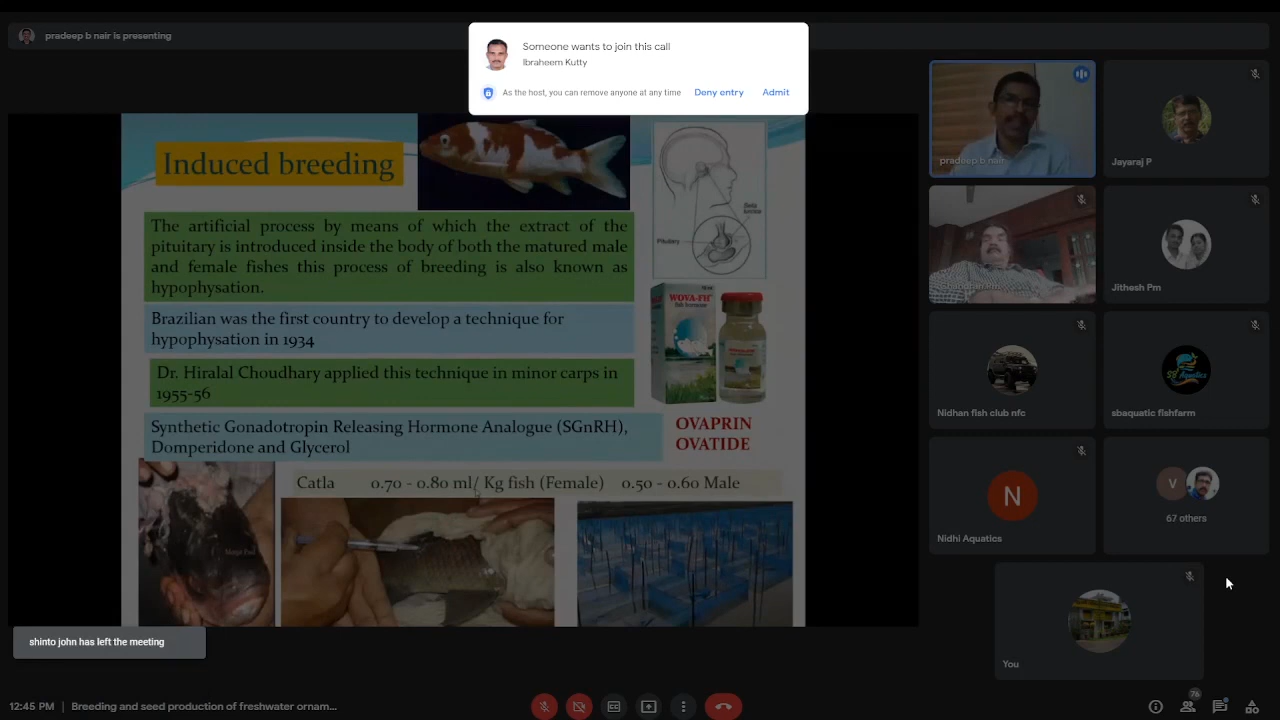 pradeep b nair is presenting
Someone wants to join this call
Ibraheem Kutty
As the host, you can remove anyone at any time
Deny entry
Admit
Induced breeding
The artificial process by means of which the extract of the
pituitary is introduced inside the body of both the matured male
and female fishes this process of breeding is also known as
hypophysation.
Brazilian was the first country to develop a technique for
hypophysation in 1934
Dr. Hiralal Choudhary applied this technique in minor carps in
1955-56
Synthetic Gonadotropin Releasing Hormone Analogue (SGnRH),
Domperidone and Glycerol
Pituitary
WOVA-FH
OVAPRIN
OVATIDE
Catla 0.70 - 0.80 ml/ Kg fish (Female) 0.50 - 0.60 Male
pradeep b nair
Jayaraj P
Jithesh Pm
Nidhan fish club nfc
sbaquatic fishfarm
N
Nidhi Aquatics
V
67 others
You
shinto john has left the meeting
12:45 PM | Breeding and seed production of freshwater ornam...
76